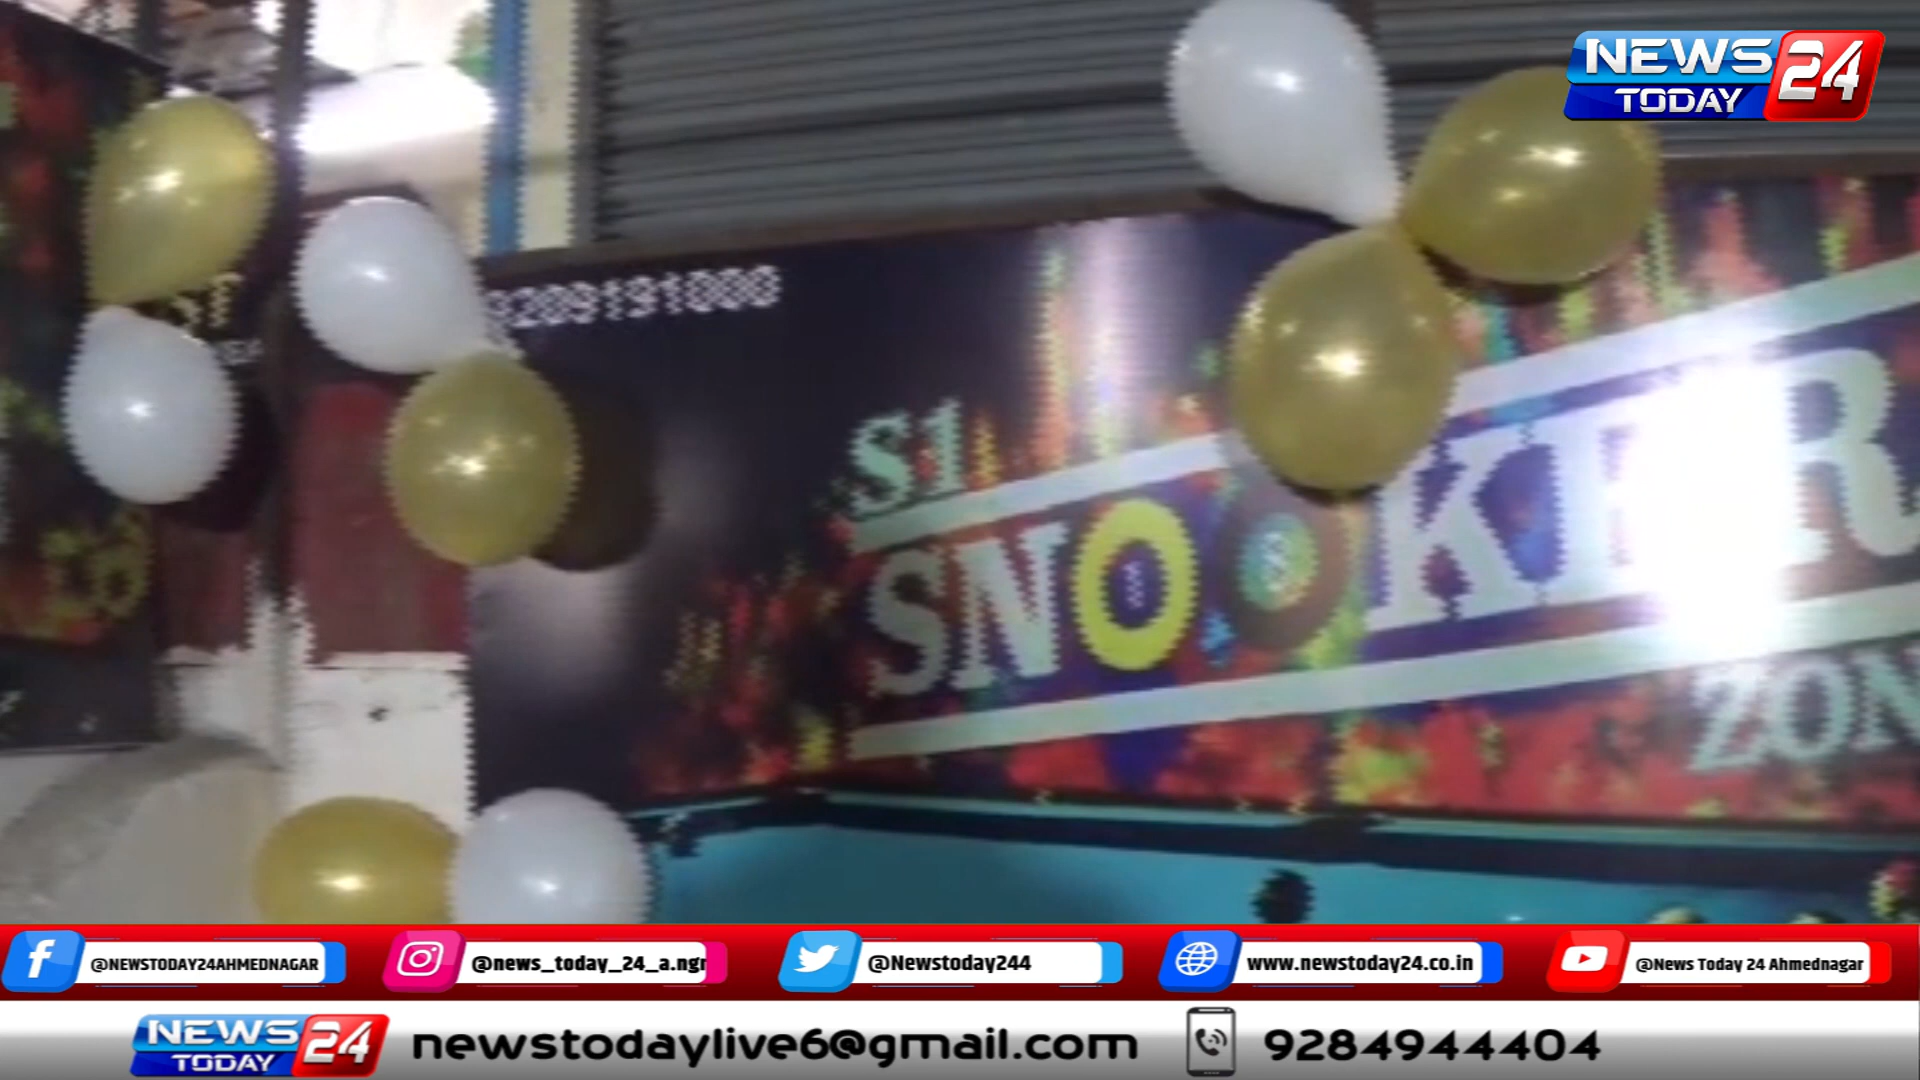 NEWS 24
TODAY
9209191000
S1
SNOOKER
ZON
@NEWSTODAY24AHMEDNAGAR
@news_today_24_a.ngr
@Newstoday244
www.newstoday24.co.in
@News Today 24 Ahmednagar
NEWS 24
TODAY
newstodaylive6@gmail.com
9284944404